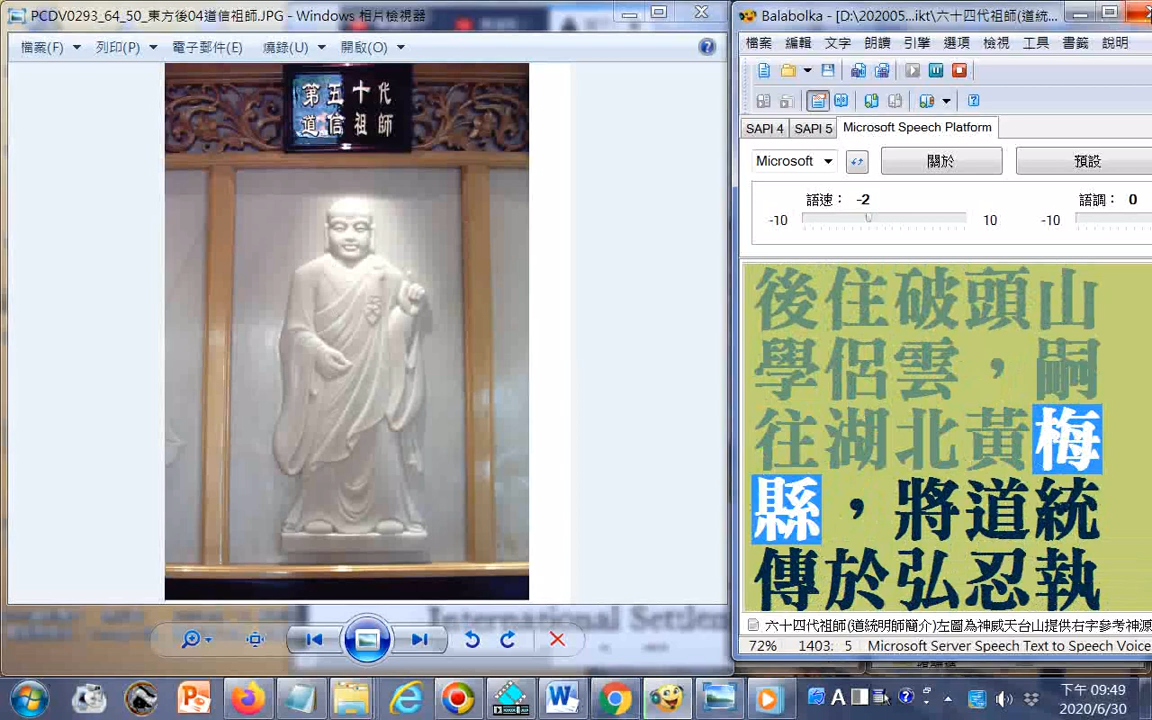 PCDV0293_64_50_東方後04道信祖師.JPG - Windows 相片檢視器
檔案(F) 列印(P) 電子郵件(E) 燒錄(U) 開啟(O)
第五十代
道信祖師
International Settlem
Balabolka - [D:\202005...ikt\六十四代祖師(道統...
檔案 編輯 文字 朗讀 引擎 選項 檢視 工具 書籤 說明
SAPI 4 SAPI 5 Microsoft Speech Platform
Microsoft 關於 預設
語速： -2 語調： 0
-10 10 -10
後住破頭山
學侶雲，嗣
往湖北黃梅
縣，將道統
傳於弘忍執
六十四代祖師(道統明師簡介)左圖為神威天台山提供右字參考神源
72% 1403: 5 Microsoft Server Speech Text to Speech Voice
下午 09:49
2020/6/30